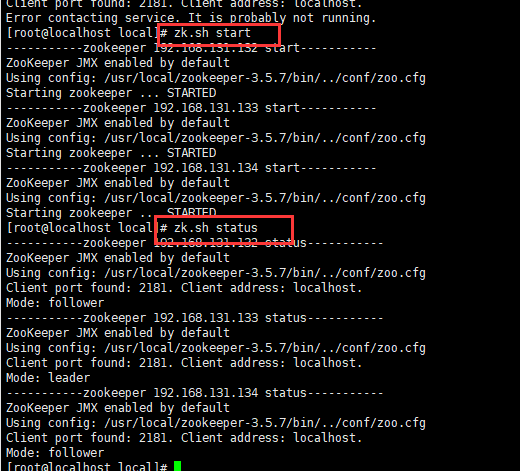 Client port found: 2181. Client address: localhost.
Error contacting service. It is probably not running.
[root@localhost local]# zk.sh start
-----------zookeeper 192.168.131.132 start-----------
ZooKeeper JMX enabled by default
Using config: /usr/local/zookeeper-3.5.7/bin/../conf/zoo.cfg
Starting zookeeper ... STARTED
-----------zookeeper 192.168.131.133 start-----------
ZooKeeper JMX enabled by default
Using config: /usr/local/zookeeper-3.5.7/bin/../conf/zoo.cfg
Starting zookeeper ... STARTED
-----------zookeeper 192.168.131.134 start-----------
ZooKeeper JMX enabled by default
Using config: /usr/local/zookeeper-3.5.7/bin/../conf/zoo.cfg
Starting zookeeper ... STARTED
[root@localhost local]# zk.sh status
-----------zookeeper 192.168.131.132 status-----------
ZooKeeper JMX enabled by default
Using config: /usr/local/zookeeper-3.5.7/bin/../conf/zoo.cfg
Client port found: 2181. Client address: localhost.
Mode: follower
-----------zookeeper 192.168.131.133 status-----------
ZooKeeper JMX enabled by default
Using config: /usr/local/zookeeper-3.5.7/bin/../conf/zoo.cfg
Client port found: 2181. Client address: localhost.
Mode: leader
-----------zookeeper 192.168.131.134 status-----------
ZooKeeper JMX enabled by default
Using config: /usr/local/zookeeper-3.5.7/bin/../conf/zoo.cfg
Client port found: 2181. Client address: localhost.
Mode: follower
[root@localhost local]#